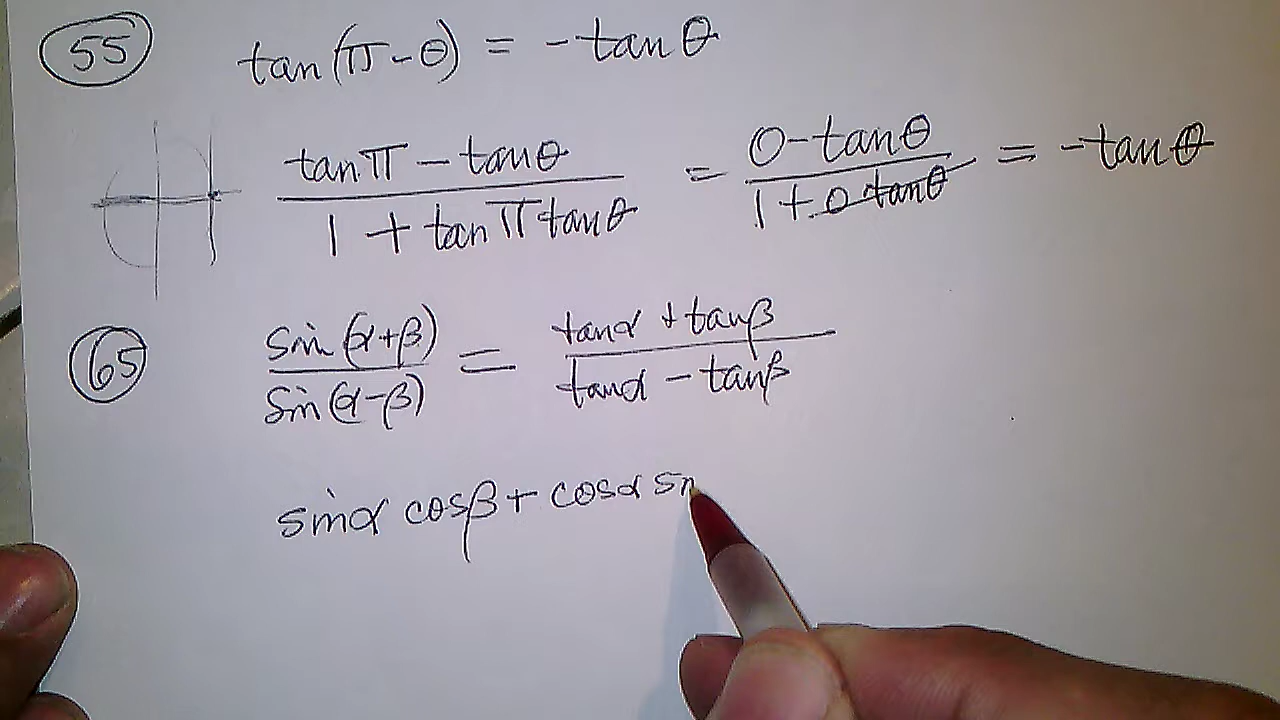 55 tan(π-θ) = -tanθ
tanπ - tanθ / 1 + tanπ tanθ = 0-tanθ / 1+0·tanθ = -tanθ
65 sin(α+β) / sin(α-β) = tanα + tanβ / tanα - tanβ
sinα cosβ + cosα sn